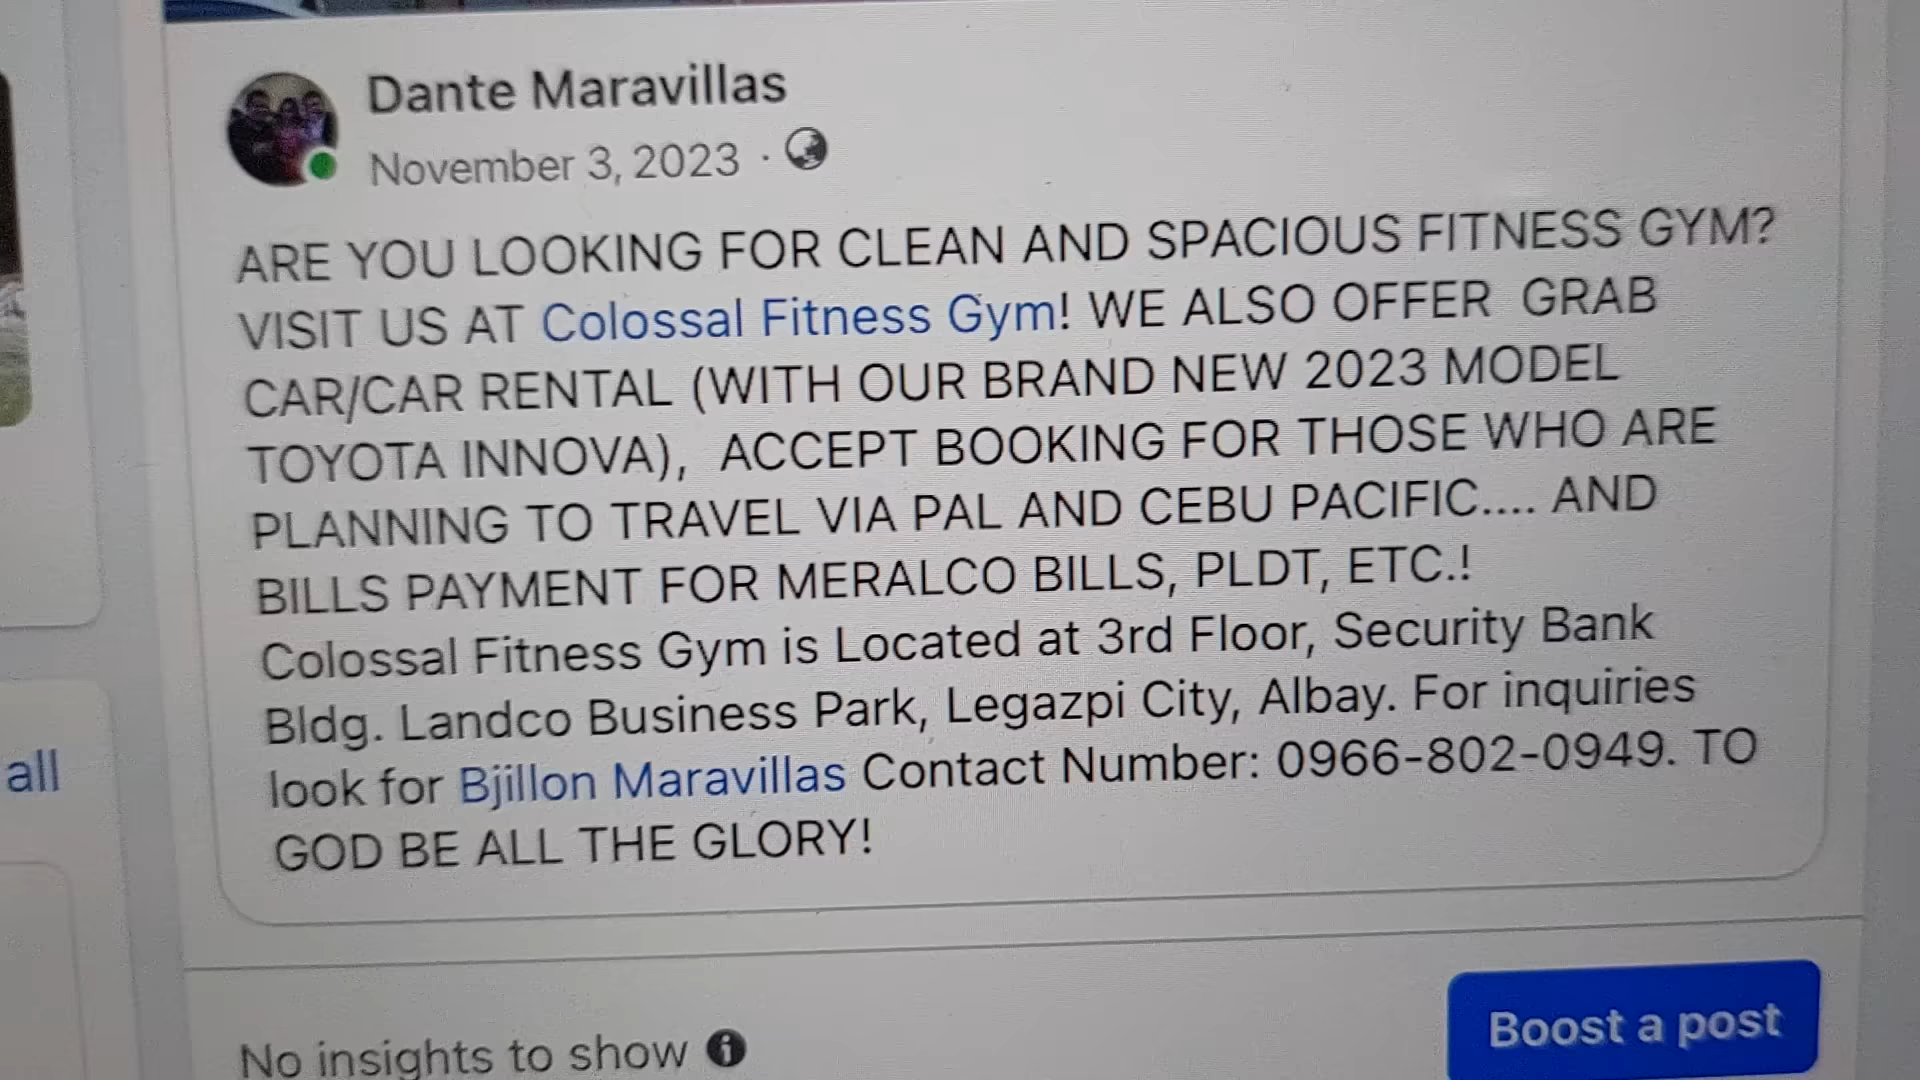 Dante Maravillas
November 3, 2023 ·
ARE YOU LOOKING FOR CLEAN AND SPACIOUS FITNESS GYM?
VISIT US AT Colossal Fitness Gym! WE ALSO OFFER GRAB
CAR/CAR RENTAL (WITH OUR BRAND NEW 2023 MODEL
TOYOTA INNOVA), ACCEPT BOOKING FOR THOSE WHO ARE
PLANNING TO TRAVEL VIA PAL AND CEBU PACIFIC.... AND
BILLS PAYMENT FOR MERALCO BILLS, PLDT, ETC.!
Colossal Fitness Gym is Located at 3rd Floor, Security Bank
Bldg. Landco Business Park, Legazpi City, Albay. For inquiries
look for Bjillon Maravillas Contact Number: 0966-802-0949. TO
GOD BE ALL THE GLORY!
all
No insights to show
Boost a post